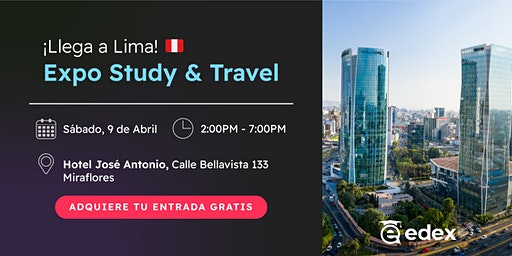 ¡Llega a Lima!
Expo Study & Travel
Sábado, 9 de Abril
2:00PM - 7:00PM
Hotel José Antonio, Calle Bellavista 133
Miraflores
ADQUIERE TU ENTRADA GRATIS
edex